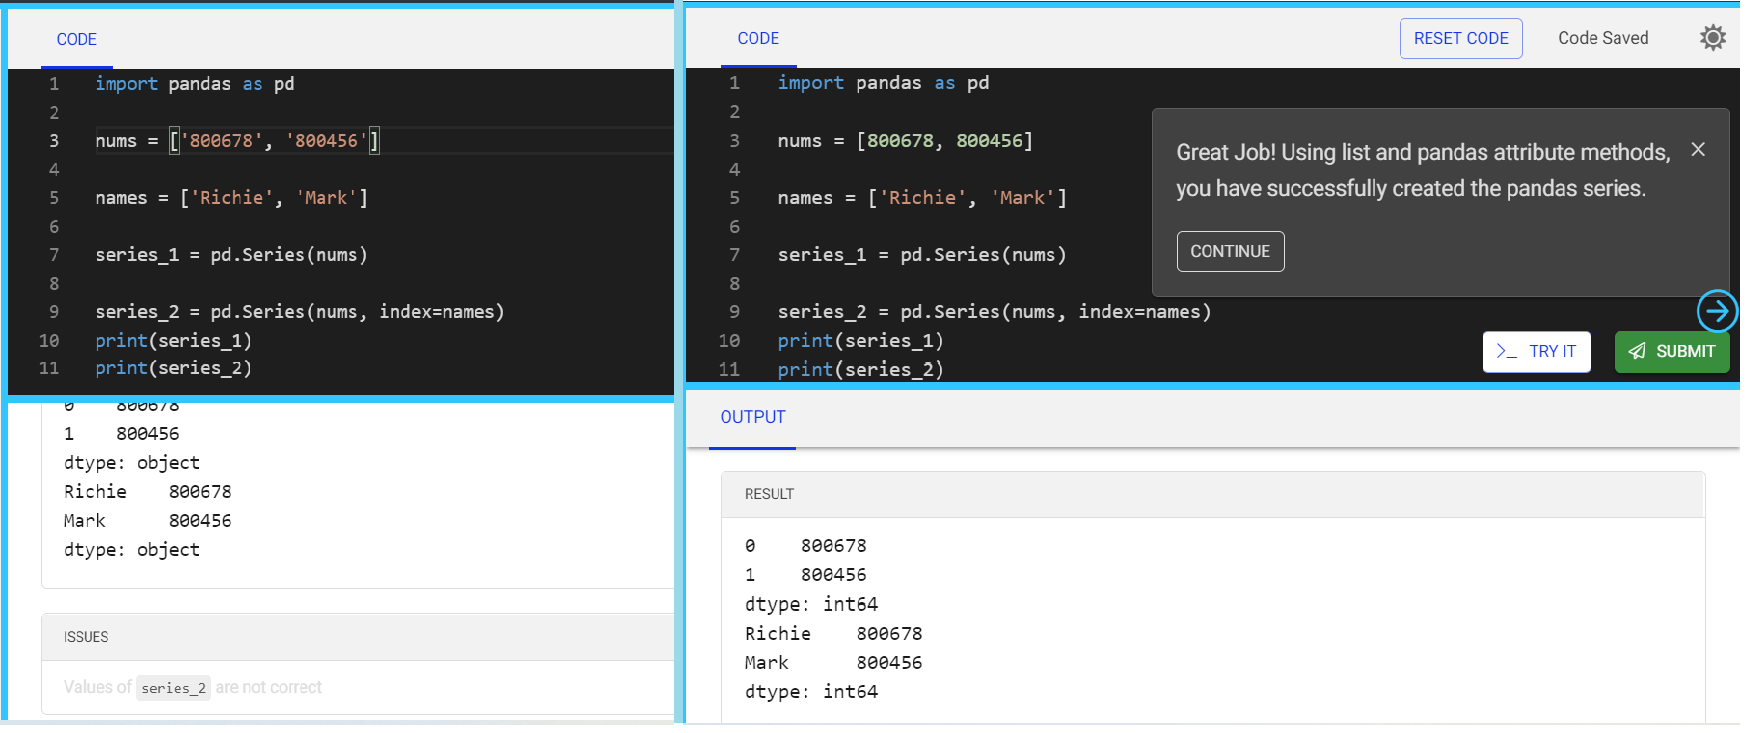 CODE
1 import pandas as pd
2
3 nums = ['800678', '800456']
4
5 names = ['Richie', 'Mark']
6
7 series_1 = pd.Series(nums)
8
9 series_2 = pd.Series(nums, index=names)
10 print(series_1)
11 print(series_2)
0 800678
1 800456
dtype: object
Richie 800678
Mark 800456
dtype: object
ISSUES
Values of series_2 are not correct
CODE
RESET CODE
Code Saved
1 import pandas as pd
2
3 nums = [800678, 800456]
4
5 names = ['Richie', 'Mark']
6
7 series_1 = pd.Series(nums)
8
9 series_2 = pd.Series(nums, index=names)
10 print(series_1)
11 print(series_2)
Great Job! Using list and pandas attribute methods,
you have successfully created the pandas series.
CONTINUE
>_ TRY IT
SUBMIT
OUTPUT
RESULT
0 800678
1 800456
dtype: int64
Richie 800678
Mark 800456
dtype: int64